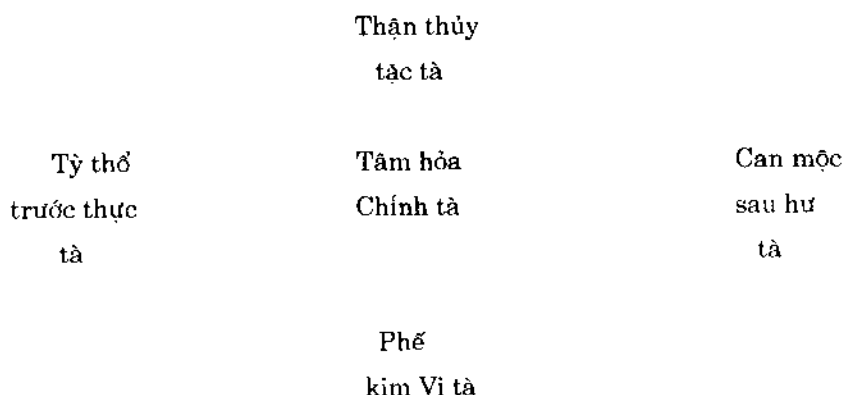 Thận thủy
tặc tà
Tỳ thổ
trước thực
tà
Tâm hỏa
Chính tà
Can mộc
sau hư
tà
Phế
kim Vi tà